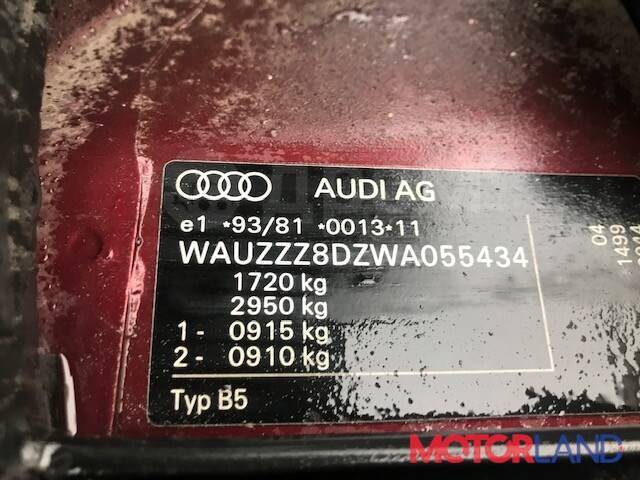 AUDI AG
e1 *93/81 *0013*11
WAUZZZ8DZWA055434
1720 kg
2950 kg
1- 0915 kg
2- 0910 kg
Typ B5
04
1499
MOTORLAND